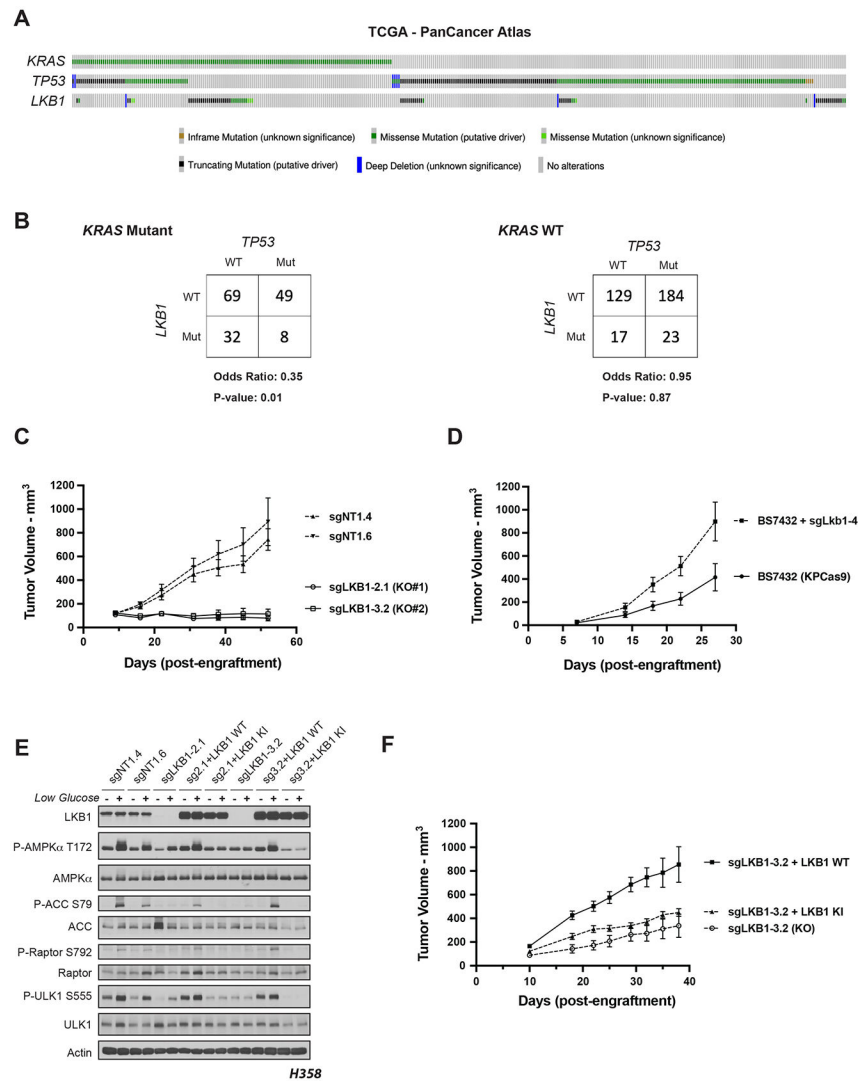 A
TCGA - PanCancer Atlas
KRAS
TP53
LKB1
Inframe Mutation (unknown significance)
Missense Mutation (putative driver)
Missense Mutation (unknown significance)
Truncating Mutation (putative driver)
Deep Deletion (unknown significance)
No alterations
B
KRAS Mutant
TP53
WT Mut
LKB1
WT 69 49
Mut 32 8
Odds Ratio: 0.35
P-value: 0.01
KRAS WT
TP53
WT Mut
LKB1
WT 129 184
Mut 17 23
Odds Ratio: 0.95
P-value: 0.87
C
Tumor Volume - mm3
1200
1000
800
600
400
200
0
0 20 40 60
Days (post-engraftment)
sgNT1.4
sgNT1.6
sgLKB1-2.1 (KO#1)
sgLKB1-3.2 (KO#2)
D
Tumor Volume - mm3
1200
1000
800
600
400
200
0
0 5 10 15 20 25 30
Days (post-engraftment)
BS7432 + sgLkb1-4
BS7432 (KPCas9)
E
sgNT1.4
sgNT1.6
sgLKB1-2.1
sg2.1+LKB1 WT
sg2.1+LKB1 KI
sgLKB1-3.2
sg3.2+LKB1 WT
sg3.2+LKB1 KI
Low Glucose - + - + - + - + - + - + - + - +
LKB1
P-AMPKα T172
AMPKα
P-ACC S79
ACC
P-Raptor S792
Raptor
P-ULK1 S555
ULK1
Actin
H358
F
Tumor Volume - mm3
1200
1000
800
600
400
200
0
0 10 20 30 40
Days (post-engraftment)
sgLKB1-3.2 + LKB1 WT
sgLKB1-3.2 + LKB1 KI
sgLKB1-3.2 (KO)